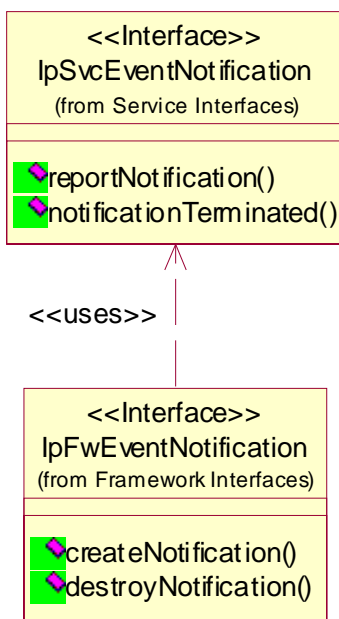 <<Interface>>
IpSvcEventNotification
(from Service Interfaces)
reportNotification()
notificationTerminated()
<<uses>>
<<Interface>>
IpFwEventNotification
(from Framework Interfaces)
createNotification()
destroyNotification()